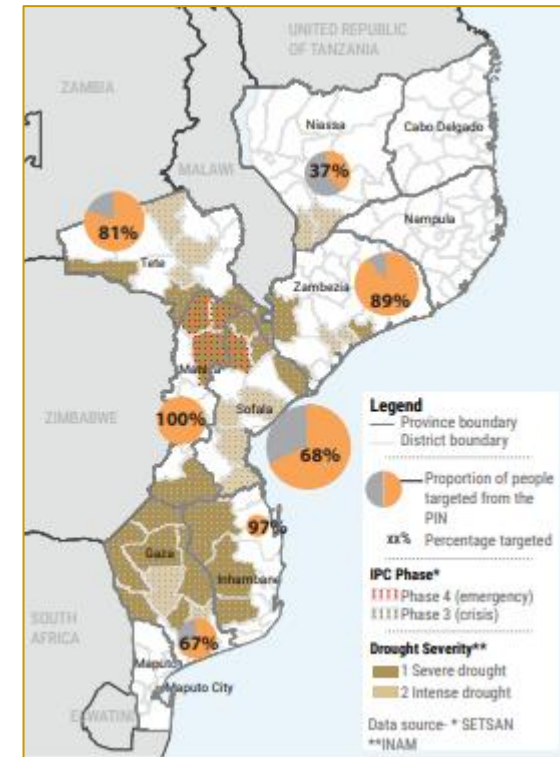 UNITED REPUBLIC
OF TANZANIA
ZAMBIA
Niassa
Cabo Delgado
MALAWI
37%
Nampula
81%
Tete
Zambezia
89%
Manica
ZIMBABWE
100%
Sofala
68%
97%
Gaza
Inhambane
67%
SOUTH
AFRICA
Maputo
Maputo City
ESWATINI
Legend
Province boundary
District boundary
Proportion of people
targeted from the
PIN
xx% Percentage targeted
IPC Phase*
Phase 4 (emergency)
Phase 3 (crisis)
Drought Severity**
1 Severe drought
2 Intense drought
Data source- * SETSAN
**INAM